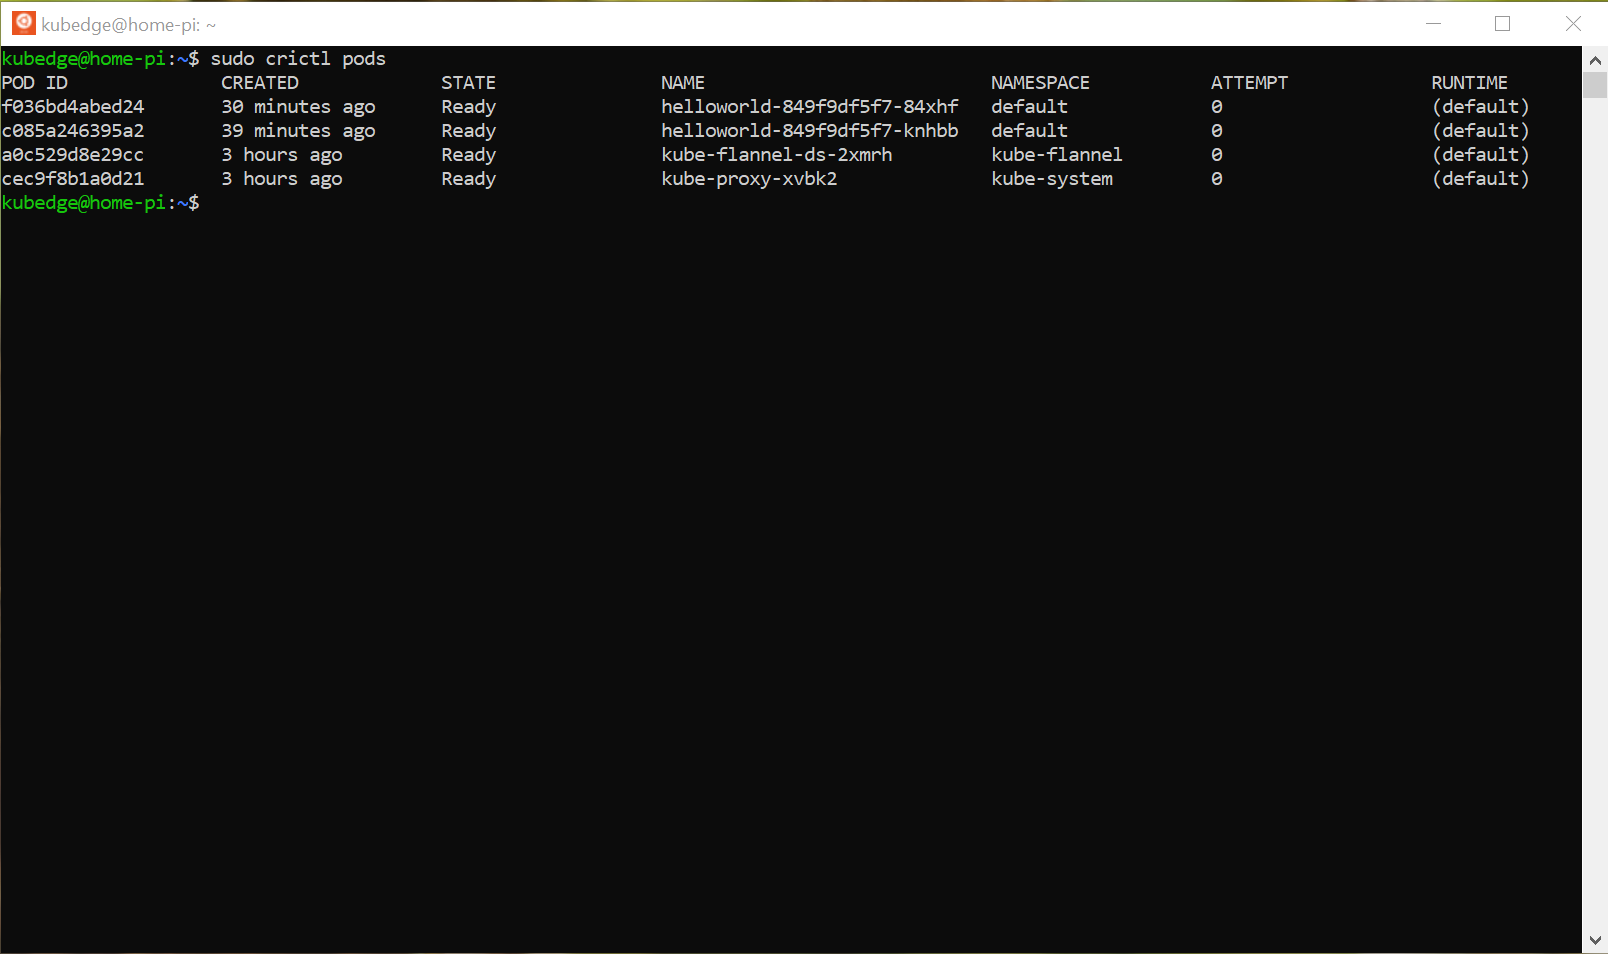 kubedge@home-pi: ~
kubedge@home-pi:~$ sudo crictl pods
POD ID CREATED STATE NAME NAMESPACE ATTEMPT RUNTIME
f036bd4abed24 30 minutes ago Ready helloworld-849f9df5f7-84xhf default 0 (default)
c085a246395a2 39 minutes ago Ready helloworld-849f9df5f7-knhbb default 0 (default)
a0c529d8e29cc 3 hours ago Ready kube-flannel-ds-2xmrh kube-flannel 0 (default)
cec9f8b1a0d21 3 hours ago Ready kube-proxy-xvbk2 kube-system 0 (default)
kubedge@home-pi:~$